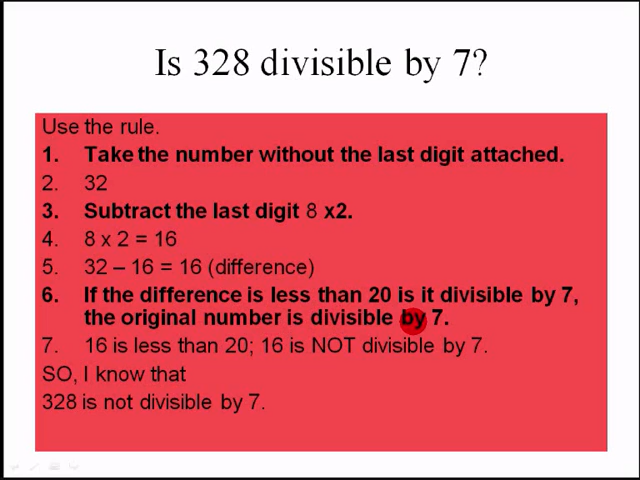 Is 328 divisible by 7?
Use the rule.
1. Take the number without the last digit attached.
2. 32
3. Subtract the last digit 8 x2.
4. 8 x 2 = 16
5. 32 – 16 = 16 (difference)
6. If the difference is less than 20 is it divisible by 7,
the original number is divisible by 7.
7. 16 is less than 20; 16 is NOT divisible by 7.
SO, I know that
328 is not divisible by 7.